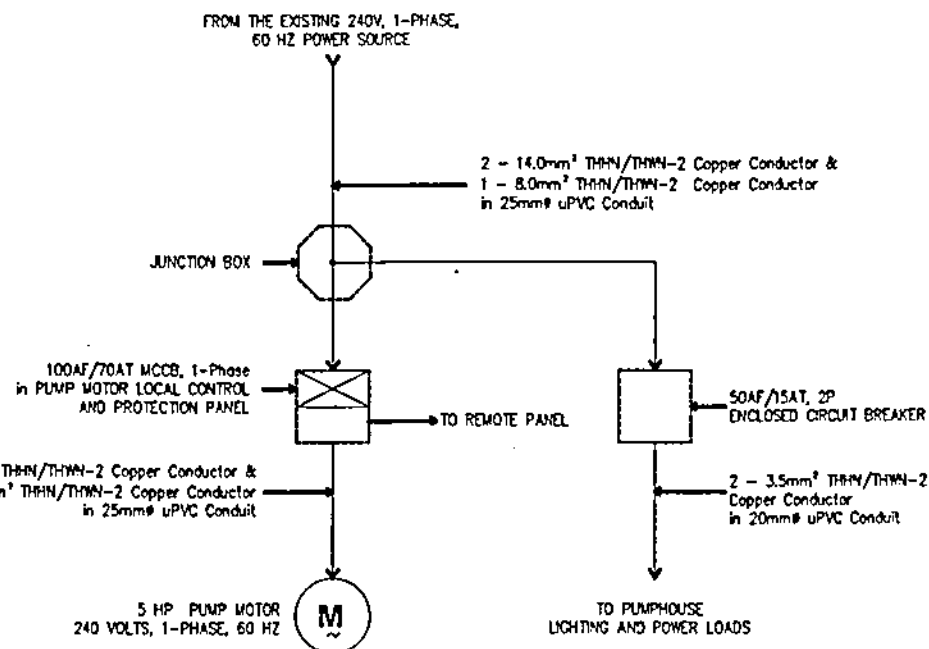 FROM THE EXISTING 240V, 1-PHASE,
60 HZ POWER SOURCE
2 - 14.0mm² THHN/THWN-2 Copper Conductor &
1 - 8.0mm² THHN/THWN-2 Copper Conductor
in 25mmø uPVC Conduit
JUNCTION BOX
100AF/70AT MCCB, 1-Phase
in PUMP MOTOR LOCAL CONTROL
AND PROTECTION PANEL
TO REMOTE PANEL
50AF/15AT, 2P
ENCLOSED CIRCUIT BREAKER
THHN/THWN-2 Copper Conductor &
THHN/THWN-2 Copper Conductor
in 25mmø uPVC Conduit
2 - 3.5mm² THHN/THWN-2
Copper Conductor
in 20mmø uPVC Conduit
5 HP PUMP MOTOR
240 VOLTS, 1-PHASE, 60 HZ
M
~
TO PUMPHOUSE
LIGHTING AND POWER LOADS